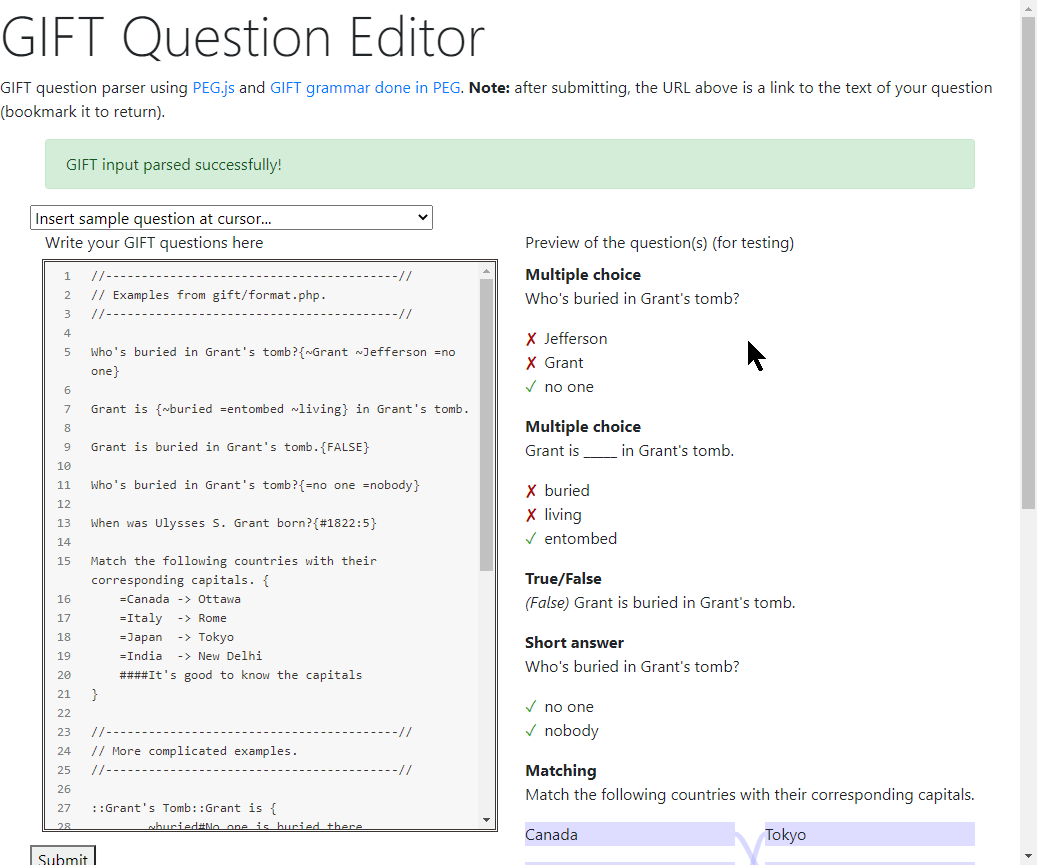 GIFT Question Editor
GIFT question parser using PEG.js and GIFT grammar done in PEG. Note: after submitting, the URL above is a link to the text of your question
(bookmark it to return).
GIFT input parsed successfully!
Insert sample question at cursor...
Write your GIFT questions here
1 //-----------------------------------------//
2 // Examples from gift/format.php.
3 //-----------------------------------------//
4
5 Who's buried in Grant's tomb?{~Grant ~Jefferson =no
one}
6
7 Grant is {~buried =entombed ~living} in Grant's tomb.
8
9 Grant is buried in Grant's tomb.{FALSE}
10
11 Who's buried in Grant's tomb?{=no one =nobody}
12
13 When was Ulysses S. Grant born?{#1822:5}
14
15 Match the following countries with their
corresponding capitals. {
16 =Canada -> Ottawa
17 =Italy  -> Rome
18 =Japan  -> Tokyo
19 =India  -> New Delhi
20 ####It's good to know the capitals
21 }
22
23 //-----------------------------------------//
24 // More complicated examples.
25 //-----------------------------------------//
26
27 ::Grant's Tomb::Grant is {
28 ~buried#No one is buried there
Submit
Preview of the question(s) (for testing)
Multiple choice
Who's buried in Grant's tomb?
✗ Jefferson
✗ Grant
✓ no one
Multiple choice
Grant is _____ in Grant's tomb.
✗ buried
✗ living
✓ entombed
True/False
(False) Grant is buried in Grant's tomb.
Short answer
Who's buried in Grant's tomb?
✓ no one
✓ nobody
Matching
Match the following countries with their corresponding capitals.
Canada Tokyo